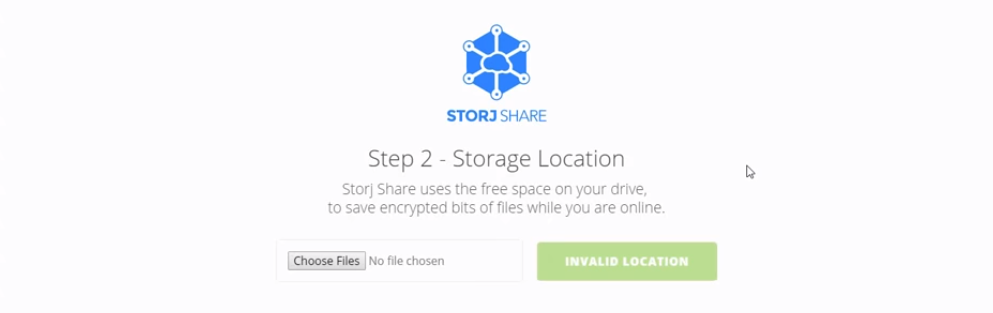 STORJ SHARE
Step 2 - Storage Location
Storj Share uses the free space on your drive,
to save encrypted bits of files while you are online.
Choose Files No file chosen
INVALID LOCATION